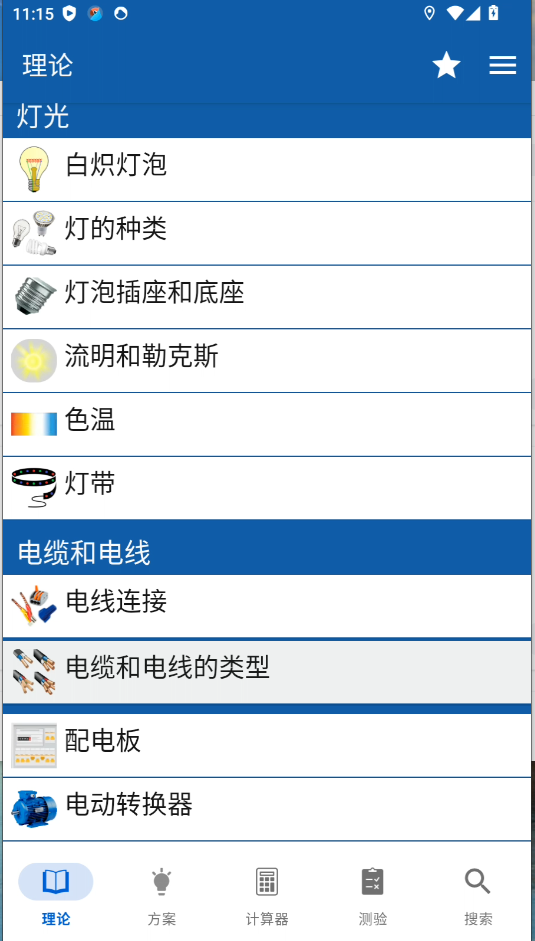 11:15
理论
灯光
白炽灯泡
灯的种类
灯泡插座和底座
流明和勒克斯
色温
灯带
电缆和电线
电线连接
电缆和电线的类型
配电板
电动转换器
理论
方案
计算器
测验
搜索